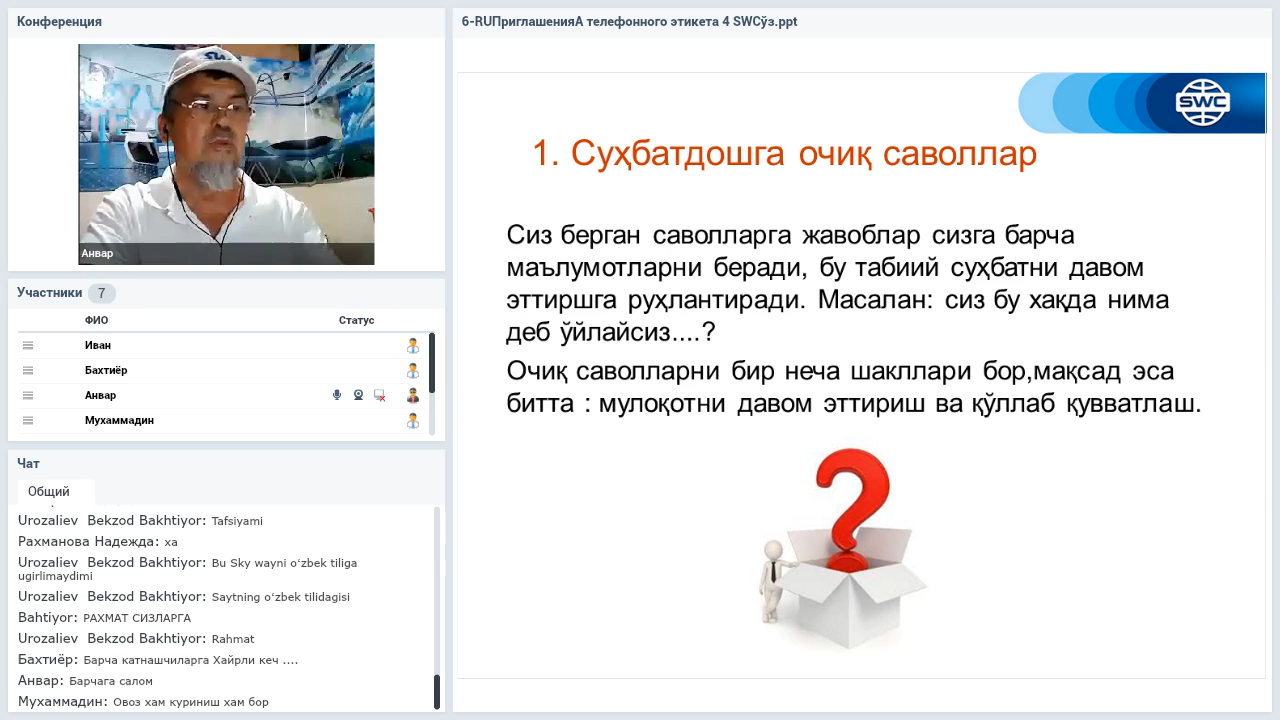 Конференция
Анвар
Участники 7
ФИО Статус
Иван
Бахтиёр
Анвар
Мухаммадин
Чат
Общий
Urozaliev Bekzod Bakhtiyor: Tafsiyami
Рахманова Надежда: ха
Urozaliev Bekzod Bakhtiyor: Bu Sky wayni oʻzbek tiliga
ugirlimaydimi
Urozaliev Bekzod Bakhtiyor: Saytning oʻzbek tilidagisi
Bahtiyor: РАХМАТ СИЗЛАРГА
Urozaliev Bekzod Bakhtiyor: Rahmat
Бахтиёр: Барча катнашчиларга Хайрли кеч ....
Анвар: Барчага салом
Мухаммадин: Овоз хам куриниш хам бор
6-RUПриглашенияА телефонного этикета 4 SWCўз.ppt
SWC
1. Суҳбатдошга очиқ саволлар
Сиз берган саволларга жавоблар сизга барча
маълумотларни беради, бу табиий суҳбатни давом
эттиршга руҳлантиради. Масалан: сиз бу хақда нима
деб ўйлайсиз....?
Очиқ саволларни бир неча шакллари бор,мақсад эса
битта : мулоқотни давом эттириш ва қўллаб қувватлаш.